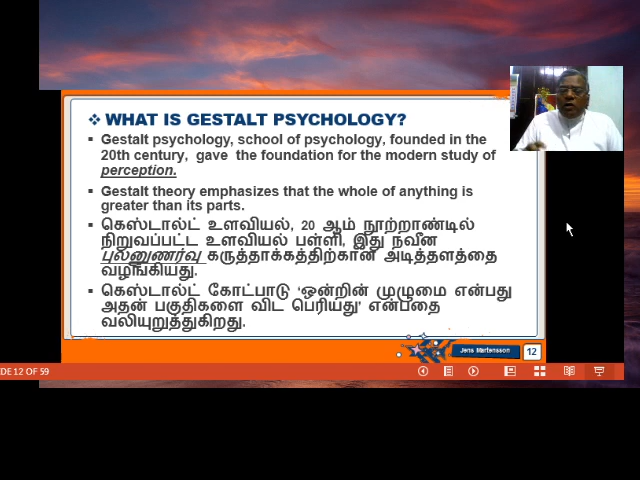 ❖ WHAT IS GESTALT PSYCHOLOGY?
▪ Gestalt psychology, school of psychology, founded in the
20th century, gave the foundation for the modern study of
perception.
▪ Gestalt theory emphasizes that the whole of anything is
greater than its parts.
▪ கெஸ்டால்ட் உளவியல், 20 ஆம் நூற்றாண்டில்
நிறுவப்பட்ட உளவியல் பள்ளி, இது நவீன
புலனுணர்வு கருத்தாக்கத்திற்கான அடித்தளத்தை
வழங்கியது.
▪ கெஸ்டால்ட் கோட்பாடு ‘ஒன்றின் முழுமை என்பது
அதன் பகுதிகளை விட பெரியது’ என்பதை
வலியுறுத்துகிறது.
Jens Martensson
12
DE 12 OF 59